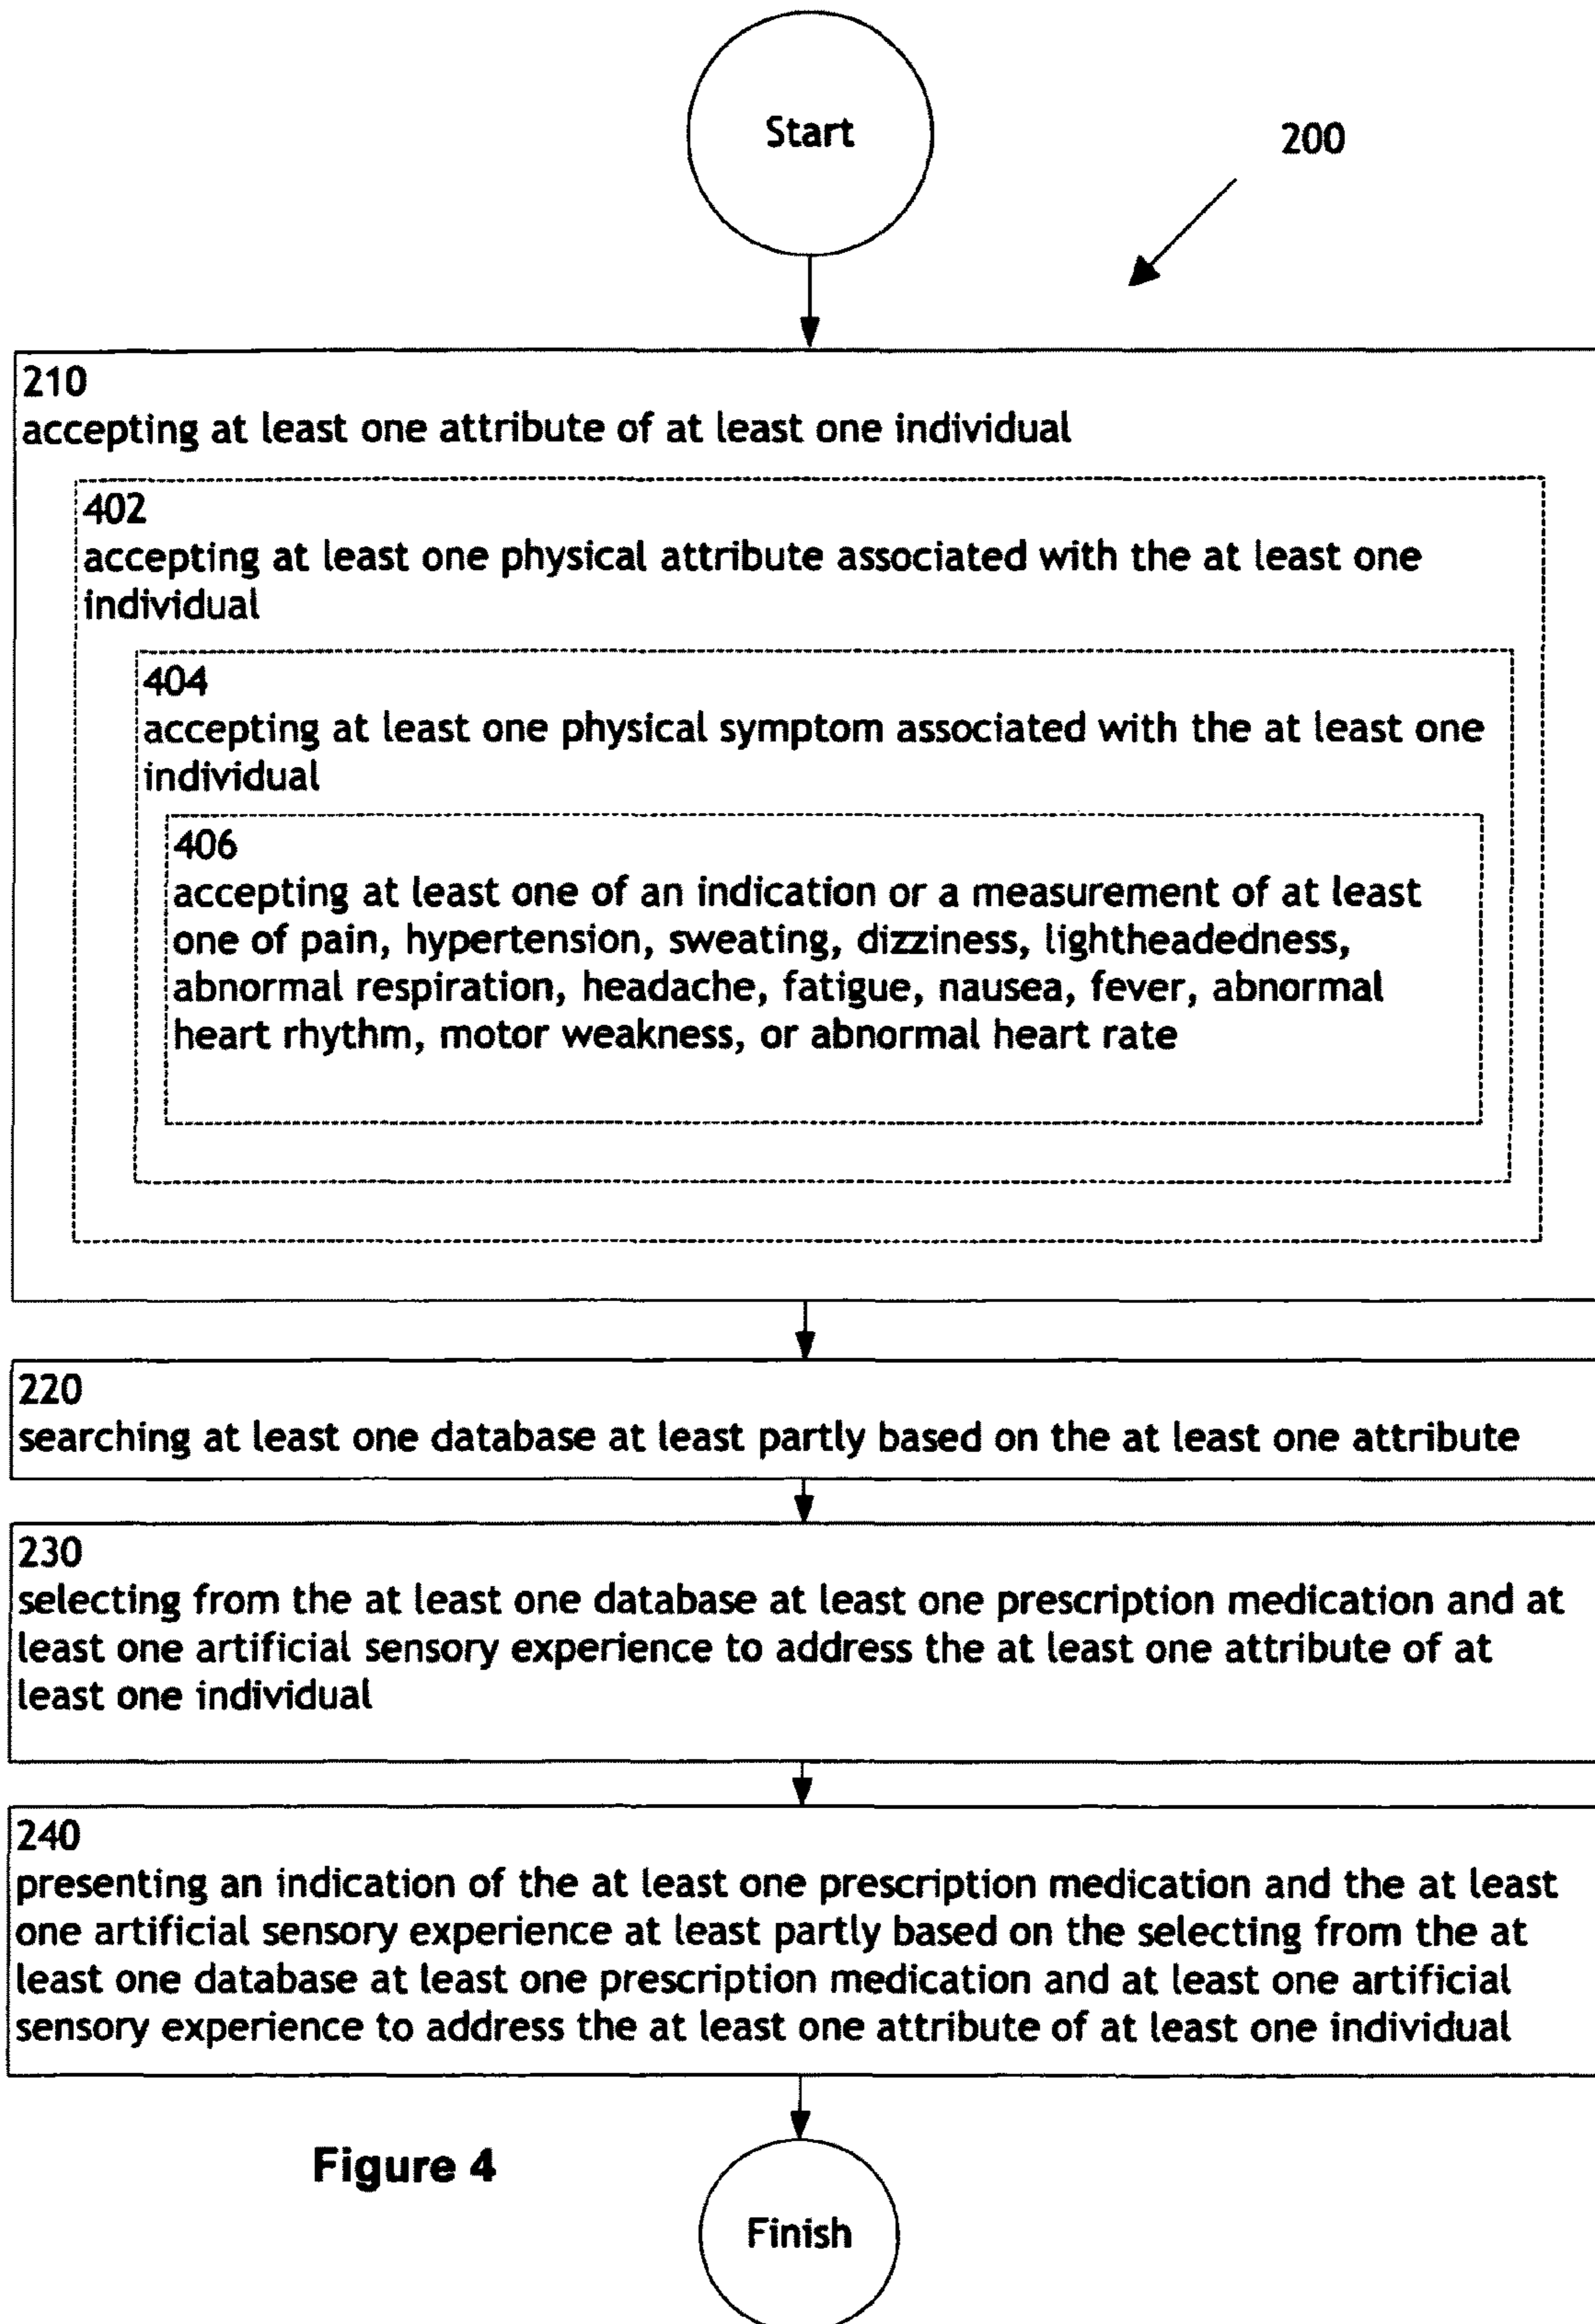 Start
200
210
accepting at least one attribute of at least one individual
402
accepting at least one physical attribute associated with the at least one
individual
404
accepting at least one physical symptom associated with the at least one
individual
406
accepting at least one of an indication or a measurement of at least
one of pain, hypertension, sweating, dizziness, lightheadedness,
abnormal respiration, headache, fatigue, nausea, fever, abnormal
heart rhythm, motor weakness, or abnormal heart rate
220
searching at least one database at least partly based on the at least one attribute
230
selecting from the at least one database at least one prescription medication and at
least one artificial sensory experience to address the at least one attribute of at
least one individual
240
presenting an indication of the at least one prescription medication and the at least
one artificial sensory experience at least partly based on the selecting from the at
least one database at least one prescription medication and at least one artificial
sensory experience to address the at least one attribute of at least one individual
Figure 4
Finish